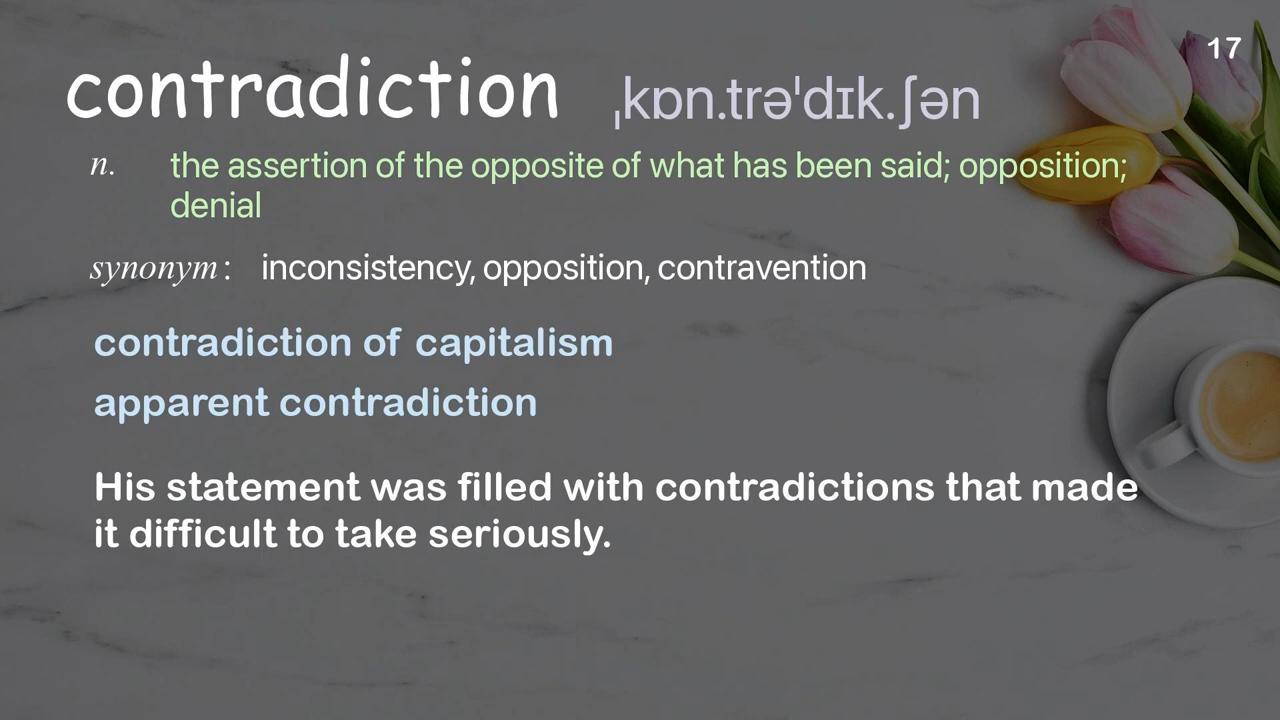 17
contradiction ˌkɒn.trəˈdɪk.ʃən
n. the assertion of the opposite of what has been said; opposition;
denial
synonym: inconsistency, opposition, contravention
contradiction of capitalism
apparent contradiction
His statement was filled with contradictions that made
it difficult to take seriously.